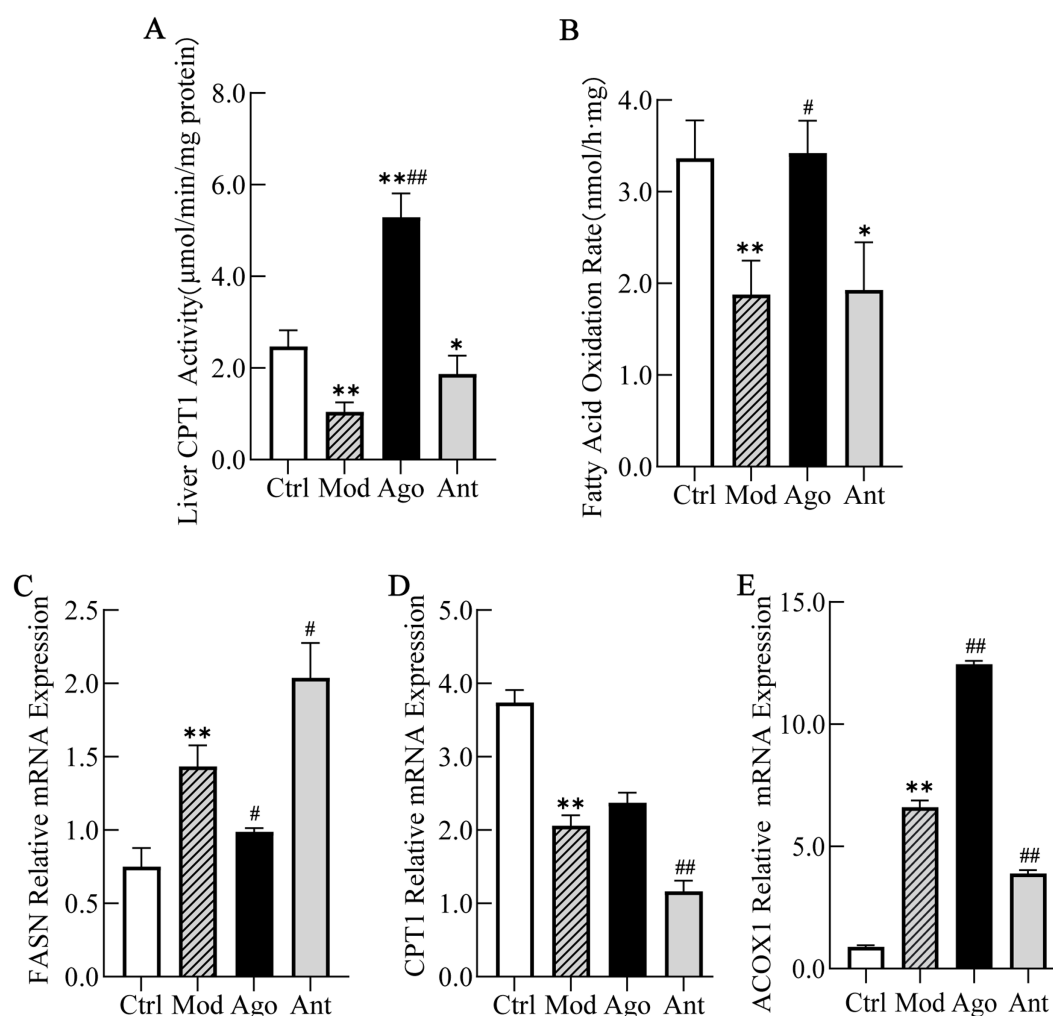 A
Liver CPT1 Activity(μmol/min/mg protein)
8.0
6.0
4.0
2.0
0.0
**
**##
*
Ctrl Mod Ago Ant
B
Fatty Acid Oxidation Rate(nmol/h·mg)
4.0
3.0
2.0
1.0
0.0
**
#
*
Ctrl Mod Ago Ant
C
FASN Relative mRNA Expression
2.5
2.0
1.5
1.0
0.5
0.0
**
#
#
Ctrl Mod Ago Ant
D
CPT1 Relative mRNA Expression
5.0
4.0
3.0
2.0
1.0
0.0
**
##
Ctrl Mod Ago Ant
E
ACOX1 Relative mRNA Expression
15.0
10.0
5.0
0.0
**
##
##
Ctrl Mod Ago Ant